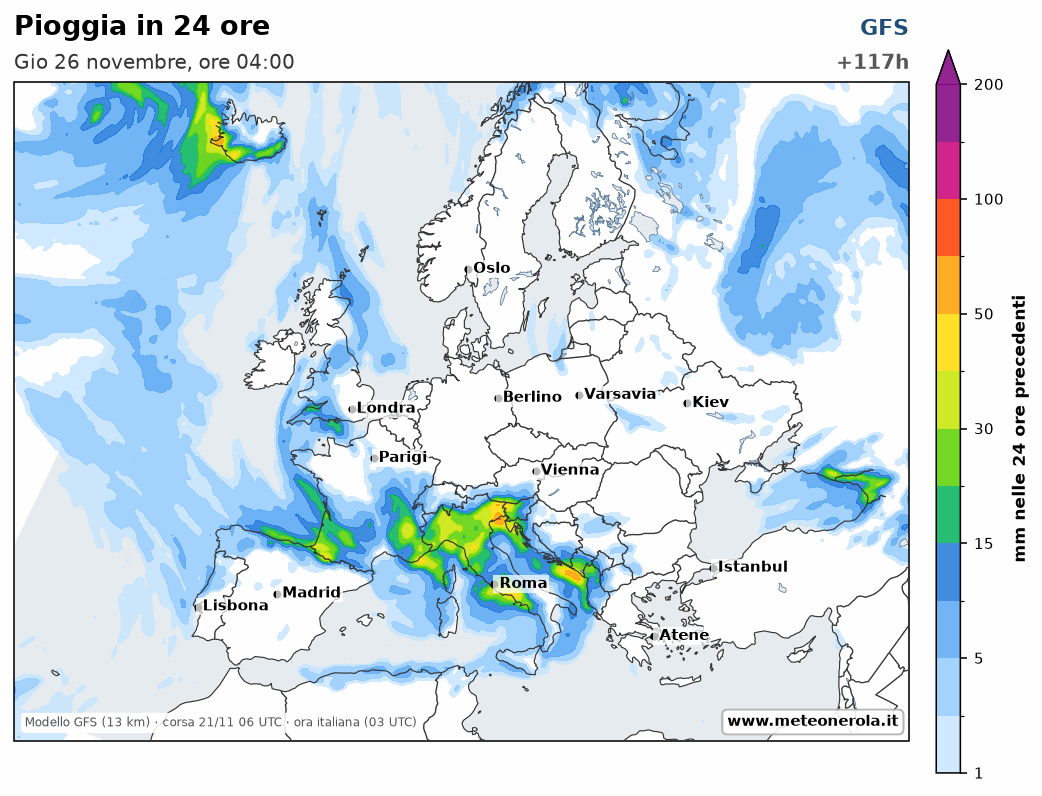 Pioggia in 24 ore
GFS
Gio 26 novembre, ore 04:00
+117h
200
100
50
30
15
5
1
mm nelle 24 ore precedenti
Oslo
Berlino
Varsavia
Kiev
Londra
Parigi
Vienna
Istanbul
Roma
Madrid
Lisbona
Atene
Modello GFS (13 km) · corsa 21/11 06 UTC · ora italiana (03 UTC)
www.meteonerola.it